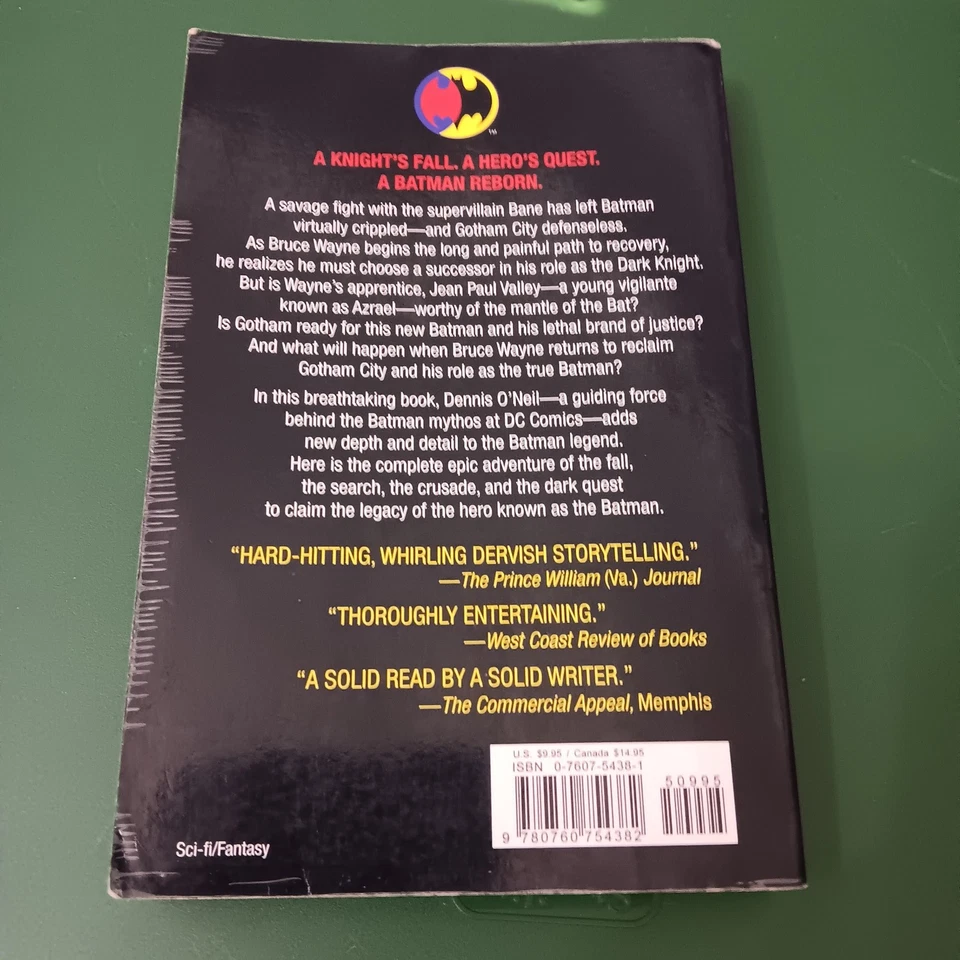 TM
A KNIGHT'S FALL. A HERO'S QUEST.
A BATMAN REBORN.
A savage fight with the supervillain Bane has left Batman
virtually crippled—and Gotham City defenseless.
As Bruce Wayne begins the long and painful path to recovery,
he realizes he must choose a successor in his role as the Dark Knight.
But is Wayne's apprentice, Jean Paul Valley—a young vigilante
known as Azrael—worthy of the mantle of the Bat?
Is Gotham ready for this new Batman and his lethal brand of justice?
And what will happen when Bruce Wayne returns to reclaim
Gotham City and his role as the true Batman?
In this breathtaking book, Dennis O'Neil—a guiding force
behind the Batman mythos at DC Comics—adds
new depth and detail to the Batman legend.
Here is the complete epic adventure of the fall,
the search, the crusade, and the dark quest
to claim the legacy of the hero known as the Batman.
“HARD-HITTING, WHIRLING DERVISH STORYTELLING.”
—The Prince William (Va.) Journal
“THOROUGHLY ENTERTAINING.”
—West Coast Review of Books
“A SOLID READ BY A SOLID WRITER.”
—The Commercial Appeal, Memphis
U.S. $9.95 / Canada $14.95
ISBN 0-7607-5438-1
50995
9 780760 754382
Sci-fi/Fantasy